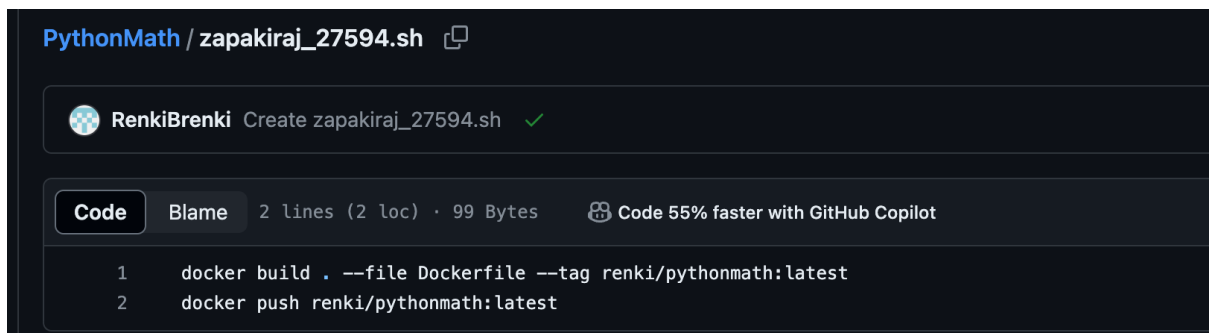 PythonMath / zapakiraj_27594.sh
RenkiBrenki Create zapakiraj_27594.sh
Code Blame 2 lines (2 loc) · 99 Bytes Code 55% faster with GitHub Copilot
1 docker build . --file Dockerfile --tag renki/pythonmath:latest
2 docker push renki/pythonmath:latest